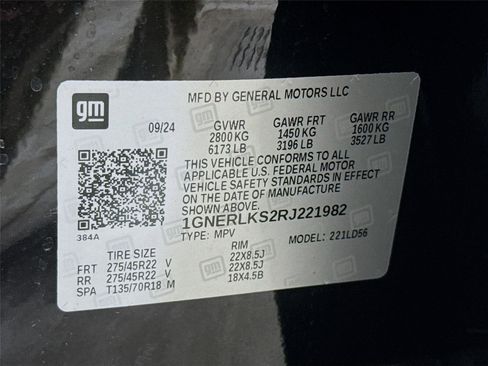 gm
MFD BY GENERAL MOTORS LLC
09/24 GVWR GAWR FRT GAWR RR
2800 KG 1450 KG 1600 KG
6173 LB 3196 LB 3527 LB
THIS VEHICLE CONFORMS TO ALL
APPLICABLE U.S. FEDERAL MOTOR
VEHICLE SAFETY STANDARDS IN EFFECT
ON THE DATE OF MANUFACTURE
1GNERLKS2RJ221982
384A TYPE: MPV MODEL: 221LD56
TIRE SIZE RIM
FRT 275/45R22 V 22X8.5J
RR 275/45R22 V 22X8.5J
SPA T135/70R18 M 18X4.5B